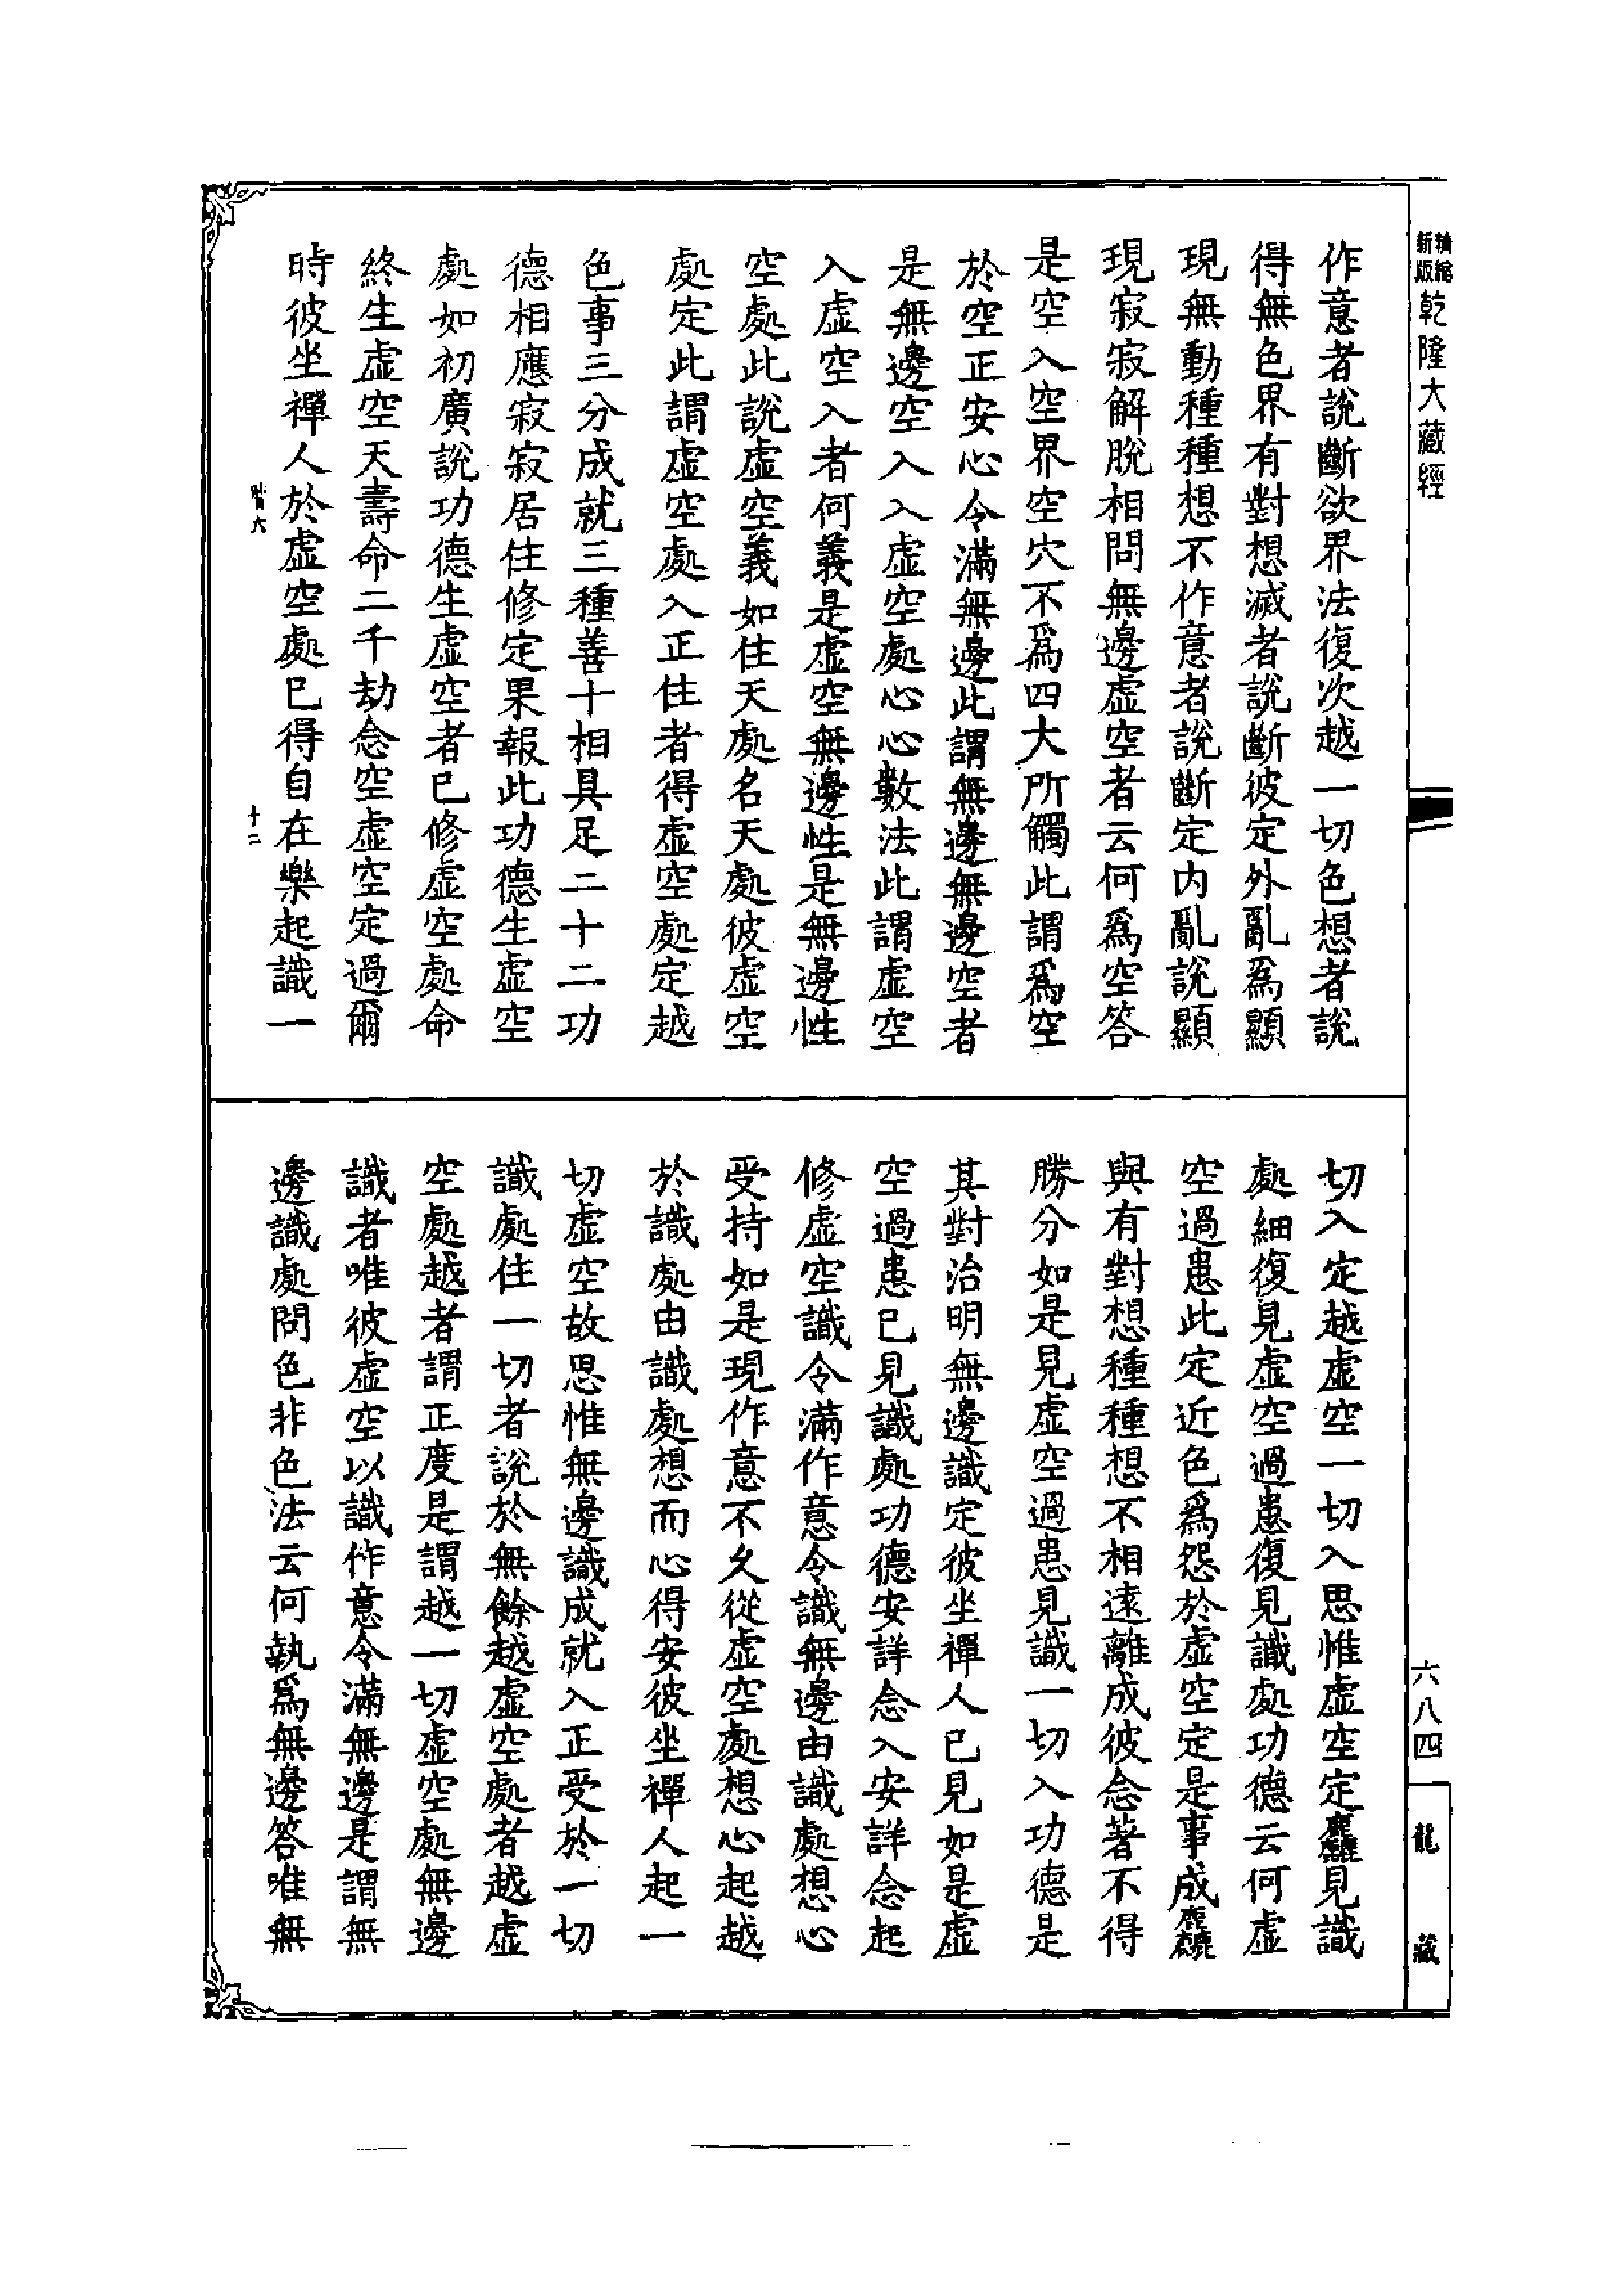 精縮
新版
乾隆大藏經
作意者說斷欲界法復次越一切色想者說
得無色界有對想滅者說斷彼定外亂為顯
現無動種種想不作意者說斷定內亂說顯
現寂寂解脫相問無邊虛空者云何爲空答
是空入空界空穴不爲四大所觸此謂爲空
於空正安心令滿無邊此謂無邊無邊空者
是無邊空入入虛空處心心數法此謂虛空
入虛空入者何義是虛空無邊性是無邊性
空處此說虛空義如住天處名天處彼虛空
處定此謂虛空處入正住者得虛空處定越
色事三分成就三種善十相具足二十二功
德相應寂寂居住修定果報此功德生虛空
處如初廣說功德生虛空者已修虛空處命
終生虛空天壽命二千劫念空虛空定過爾
時彼坐禪人於虛空處已得自在樂起識一
六
十二
切入定越虛空一切入思惟虛空定麤見識
處細復見虛空過患復見識處功德云何虛
空過患此定近色爲怨於虛空定是事成麤
與有對想種種想不相遠離成彼念著不得
勝分如是見虛空過患見識一切入功德是
其對治明無邊識定彼坐禪人已見如是虛
空過患已見識處功德安詳念入安詳念起
修虛空識令滿作意令識無邊由識處想心
受持如是現作意不久從虛空處想心起越
於識處由識處想而心得安彼坐禪人起一
切虛空故思惟無邊識成就入正受於一切
識處住一切者說於無餘越虛空處者越虛
空處越者謂正度是謂越一切虛空處無邊
識者唯彼虛空以識作意令滿無邊是謂無
邊識處問色非色法云何執爲無邊答唯無
六八四
龍藏